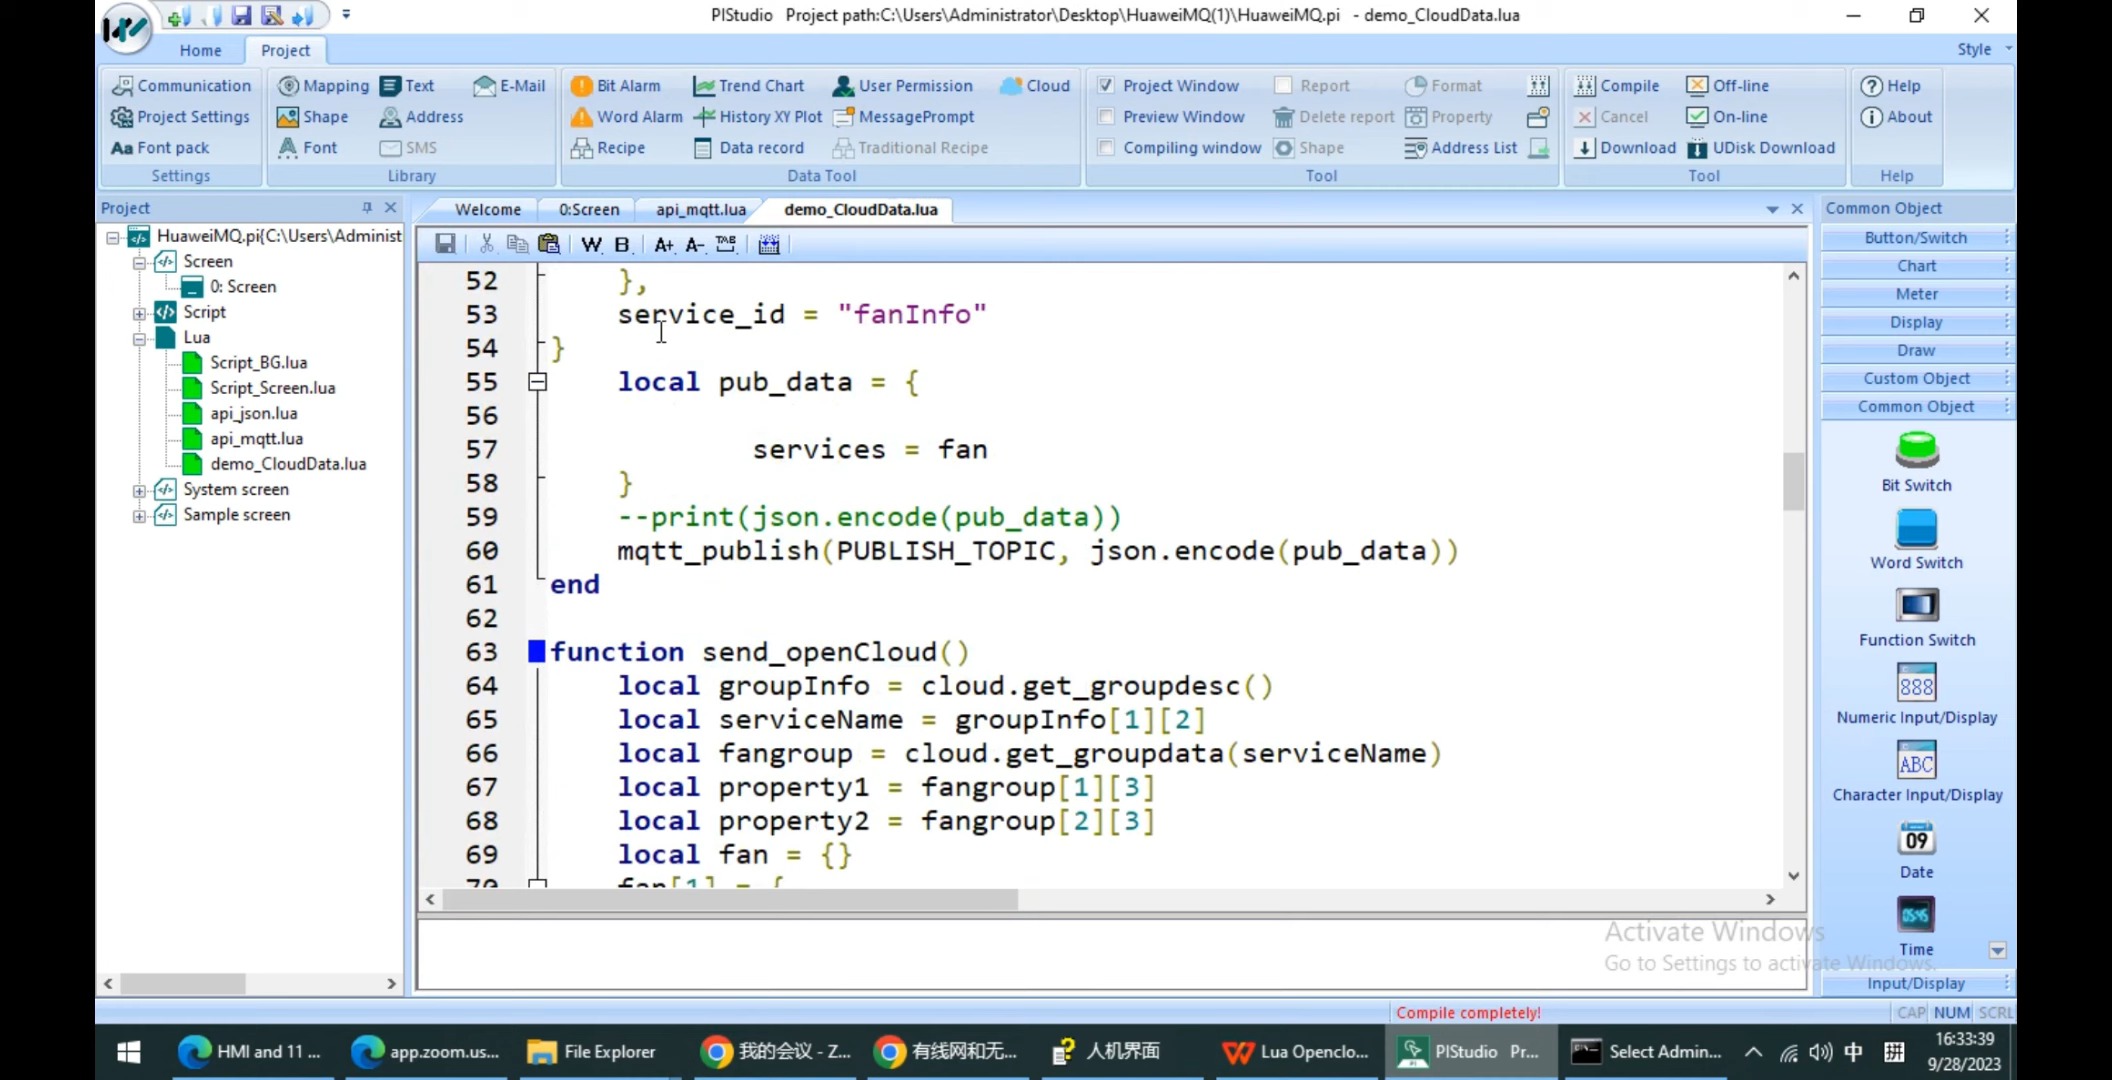 PIStudio Project path:C:\Users\Administrator\Desktop\HuaweiMQ(1)\HuaweiMQ.pi - demo_CloudData.lua
Home Project Style
Communication Mapping Text E-Mail Bit Alarm Trend Chart User Permission Cloud Project Window Report Format Compile Off-line Help
Project Settings Shape Address Word Alarm History XY Plot MessagePrompt Preview Window Delete report Property Cancel On-line About
Aa Font pack Font SMS Recipe Data record Traditional Recipe Compiling window Shape Address List Download UDisk Download
Settings Library Data Tool Tool Tool Help
Project
HuaweiMQ.pi{C:\Users\Administ
Screen
0: Screen
Script
Lua
Script_BG.lua
Script_Screen.lua
api_json.lua
api_mqtt.lua
demo_CloudData.lua
System screen
Sample screen
Welcome 0:Screen api_mqtt.lua demo_CloudData.lua
W B A+ A- TAB
52 },
53 service_id = "fanInfo"
54 }
55 local pub_data = {
56
57 services = fan
58 }
59 --print(json.encode(pub_data))
60 mqtt_publish(PUBLISH_TOPIC, json.encode(pub_data))
61 end
62
63 function send_openCloud()
64 local groupInfo = cloud.get_groupdesc()
65 local serviceName = groupInfo[1][2]
66 local fangroup = cloud.get_groupdata(serviceName)
67 local property1 = fangroup[1][3]
68 local property2 = fangroup[2][3]
69 local fan = {}
70 fan[1] = {
Common Object
Button/Switch
Chart
Meter
Display
Draw
Custom Object
Common Object
Bit Switch
Word Switch
Function Switch
888
Numeric Input/Display
ABC
Character Input/Display
09
Date
05:45
Time
Input/Display
Activate Windows
Go to Settings to activate Windows.
Compile completely! CAP NUM SCRL
HMI and 11 ... app.zoom.us... File Explorer 我的会议 - Z... 有线网和无... 人机界面 Lua Openclo... PIStudio Pr... Select Admin... 中 拼 16:33:39
9/28/2023